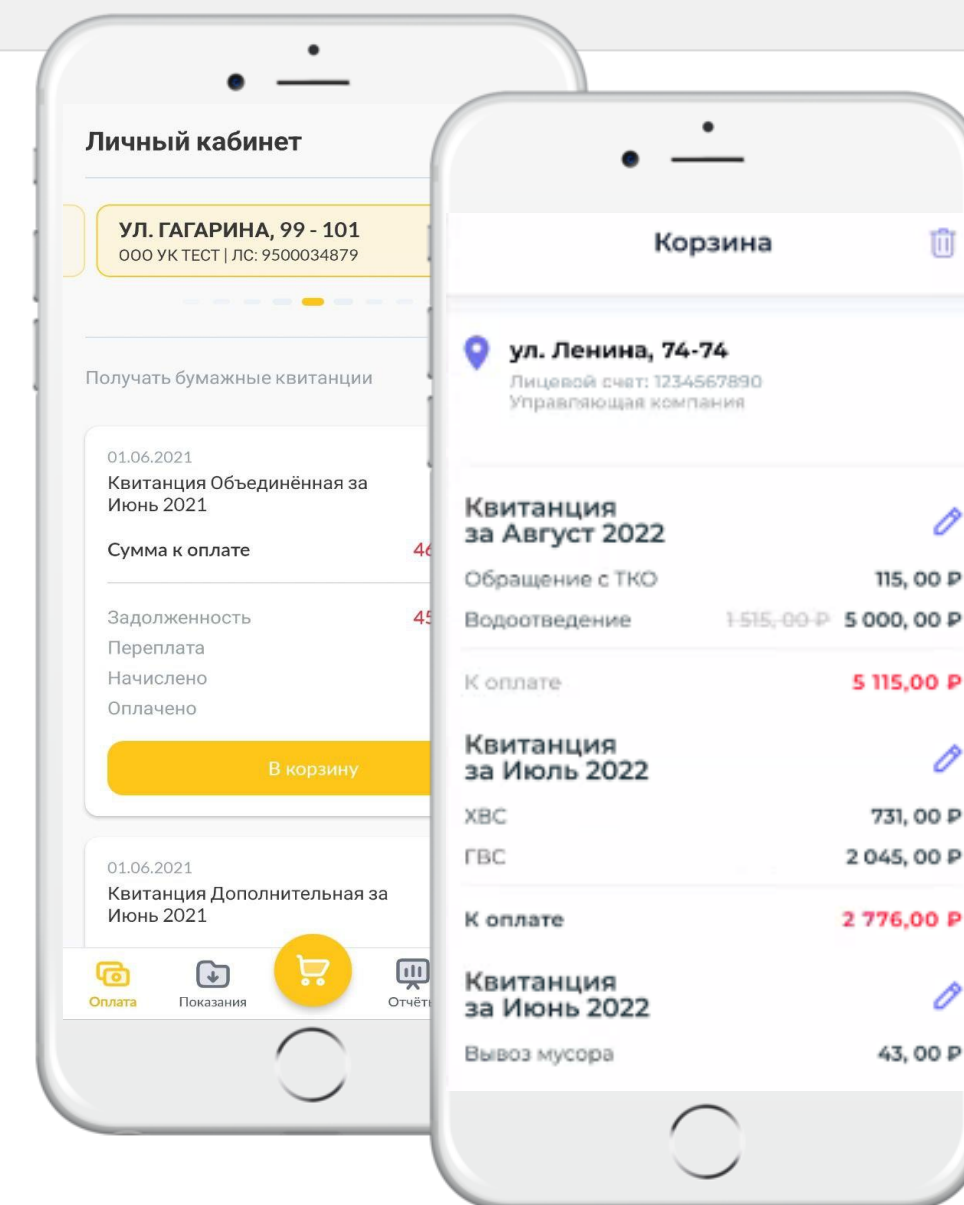 Личный кабинет
УЛ. ГАГАРИНА, 99 - 101
ООО УК ТЕСТ | ЛС: 9500034879
Получать бумажные квитанции
01.06.2021
Квитанция Объединённая за
Июнь 2021
Сумма к оплате 46
Задолженность 45
Переплата
Начислено
Оплачено
В корзину
01.06.2021
Квитанция Дополнительная за
Июнь 2021
Оплата Показания Отчёт
Корзина
ул. Ленина, 74-74
Лицевой счет: 1234567890
Управляющая компания
Квитанция
за Август 2022
Обращение с ТКО 115, 00 ₽
Водоотведение 1 515, 00 ₽ 5 000, 00 ₽
К оплате 5 115,00 ₽
Квитанция
за Июль 2022
ХВС 731, 00 ₽
ГВС 2 045, 00 ₽
К оплате 2 776,00 ₽
Квитанция
за Июнь 2022
Вывоз мусора 43, 00 ₽